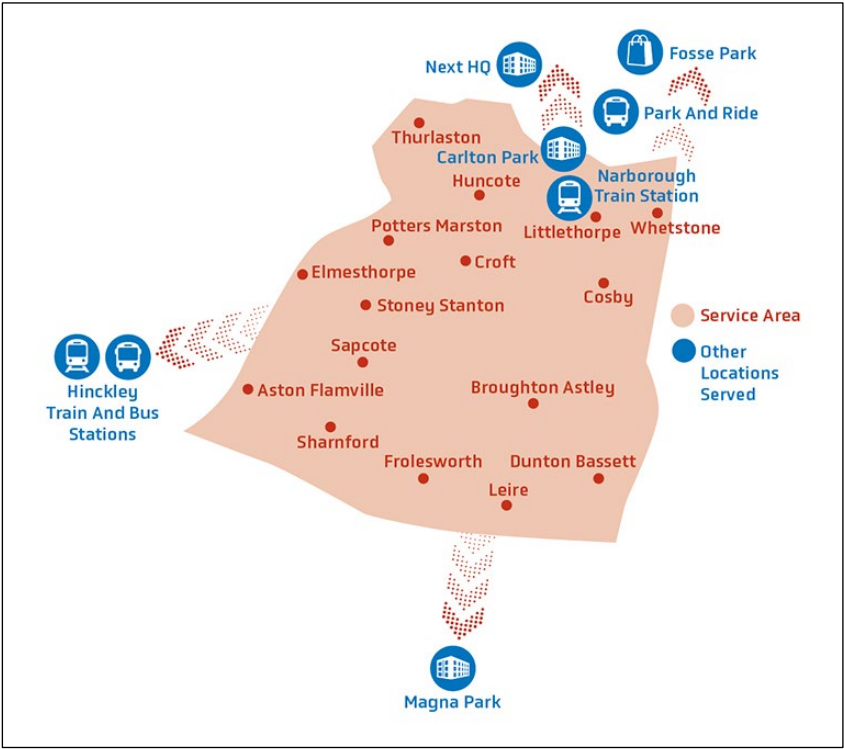 Next HQ
Fosse Park
Park And Ride
Thurlaston
Carlton Park
Huncote
Narborough
Train Station
Potters Marston
Littlethorpe
Whetstone
Elmesthorpe
Croft
Stoney Stanton
Cosby
Service Area
Sapcote
Other
Locations
Served
Hinckley
Train And Bus
Stations
Aston Flamville
Broughton Astley
Sharnford
Frolesworth
Dunton Bassett
Leire
Magna Park